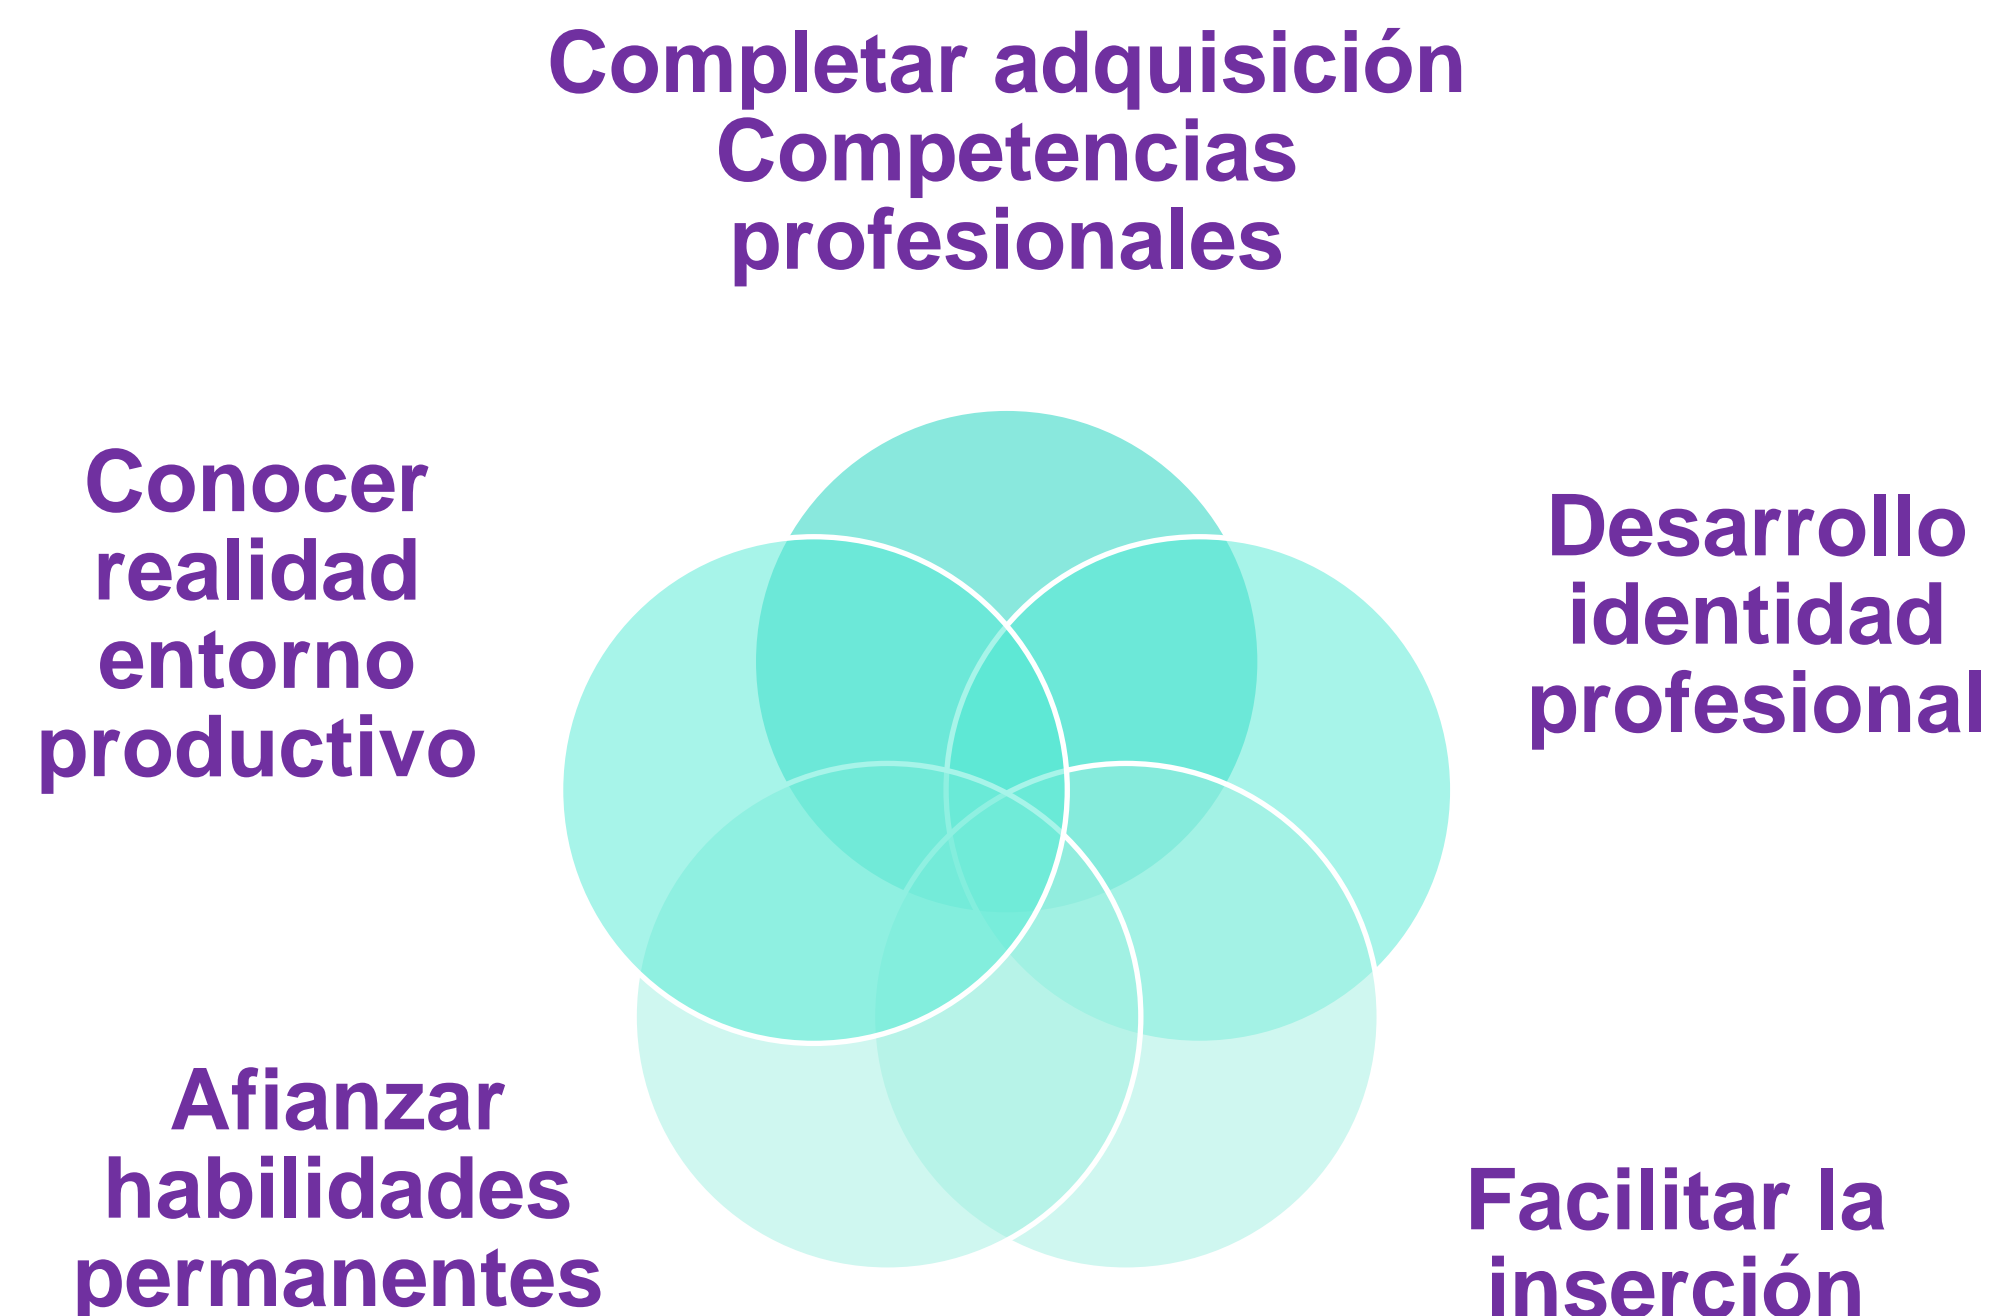 Completar adquisición
Competencias
profesionales
Conocer
realidad
entorno
productivo
Desarrollo
identidad
profesional
Afianzar
habilidades
permanentes
Facilitar la
inserción